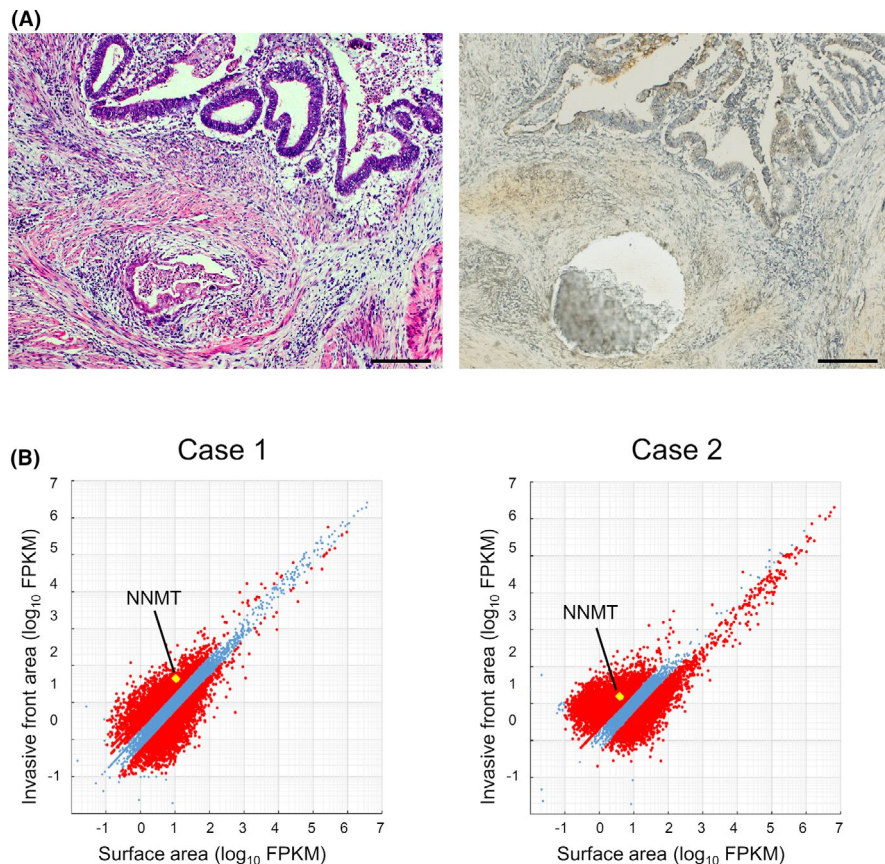 (A)
(B)
Case 1
Case 2
7
6
5
4
3
2
1
0
-1
Invasive front area (log10 FPKM)
NNMT
-1 0 1 2 3 4 5 6 7
Surface area (log10 FPKM)
7
6
5
4
3
2
1
0
-1
Invasive front area (log10 FPKM)
NNMT
-1 0 1 2 3 4 5 6 7
Surface area (log10 FPKM)